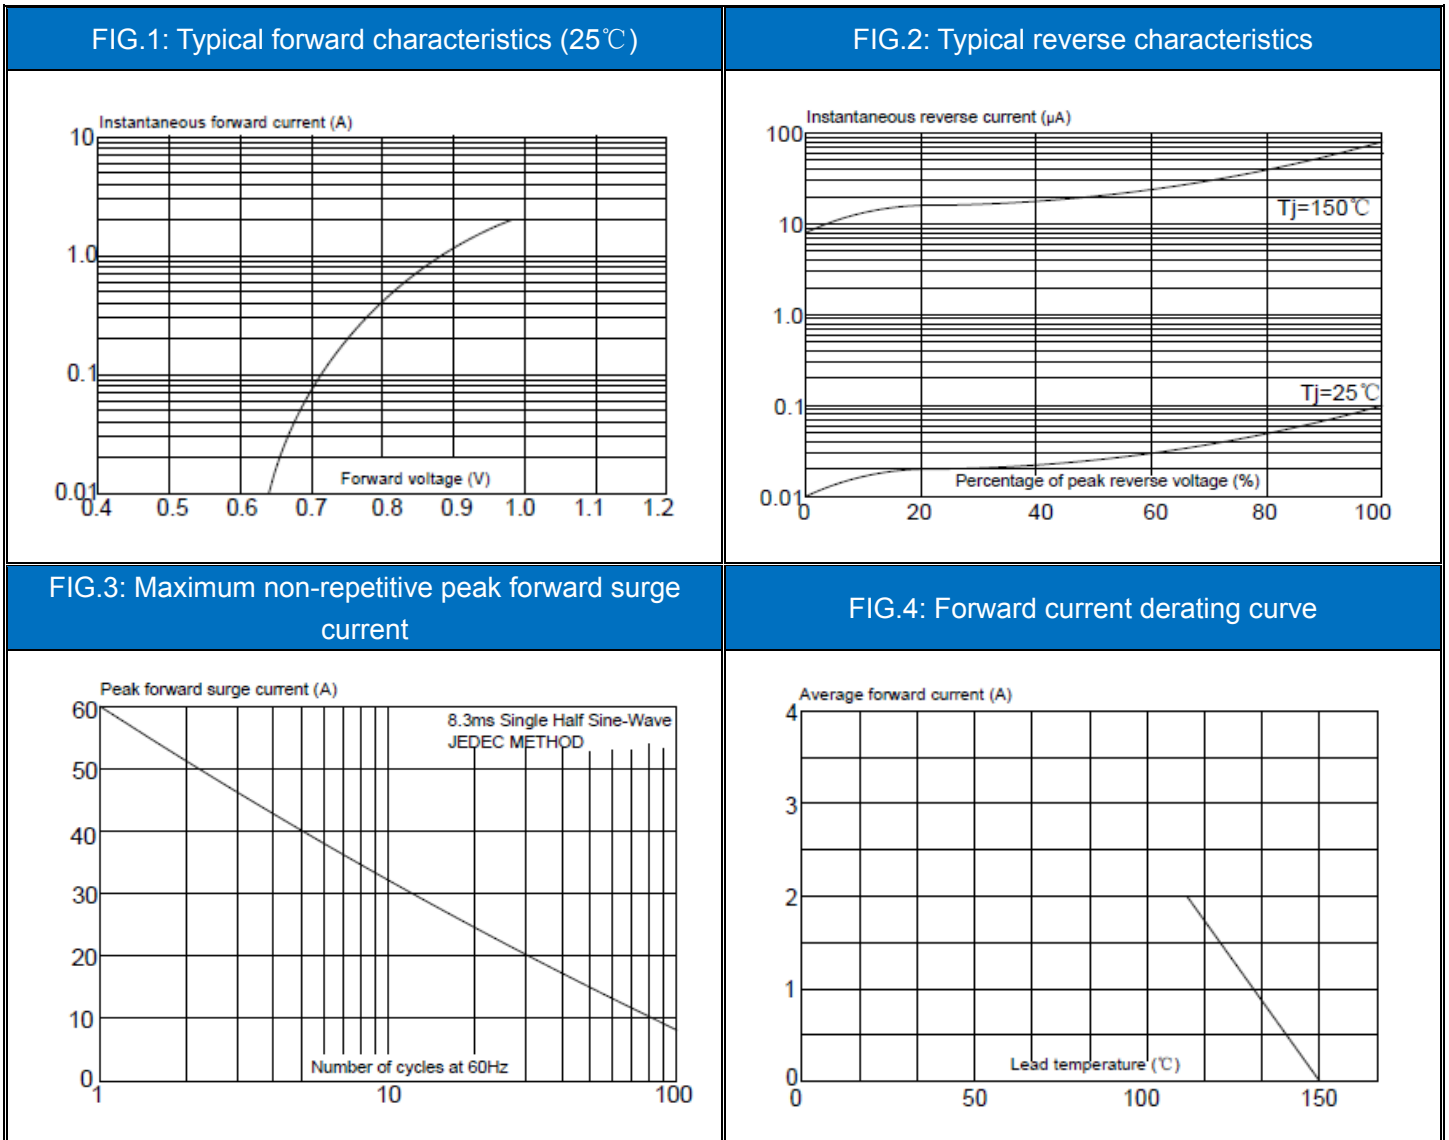 FIG.1: Typical forward characteristics (25℃)
FIG.2: Typical reverse characteristics
Instantaneous forward current (A)
10
1.0
0.1
0.01
Forward voltage (V)
0.4 0.5 0.6 0.7 0.8 0.9 1.0 1.1 1.2
Instantaneous reverse current (μA)
100
Tj=150℃
10
1.0
Tj=25℃
0.1
Percentage of peak reverse voltage (%)
0.01
0 20 40 60 80 100
FIG.3: Maximum non-repetitive peak forward surge
current
FIG.4: Forward current derating curve
Peak forward surge current (A)
60
8.3ms Single Half Sine-Wave
JEDEC METHOD
50
40
30
20
10
Number of cycles at 60Hz
0
1 10 100
Average forward current (A)
4
3
2
1
Lead temperature (℃)
0
0 50 100 150